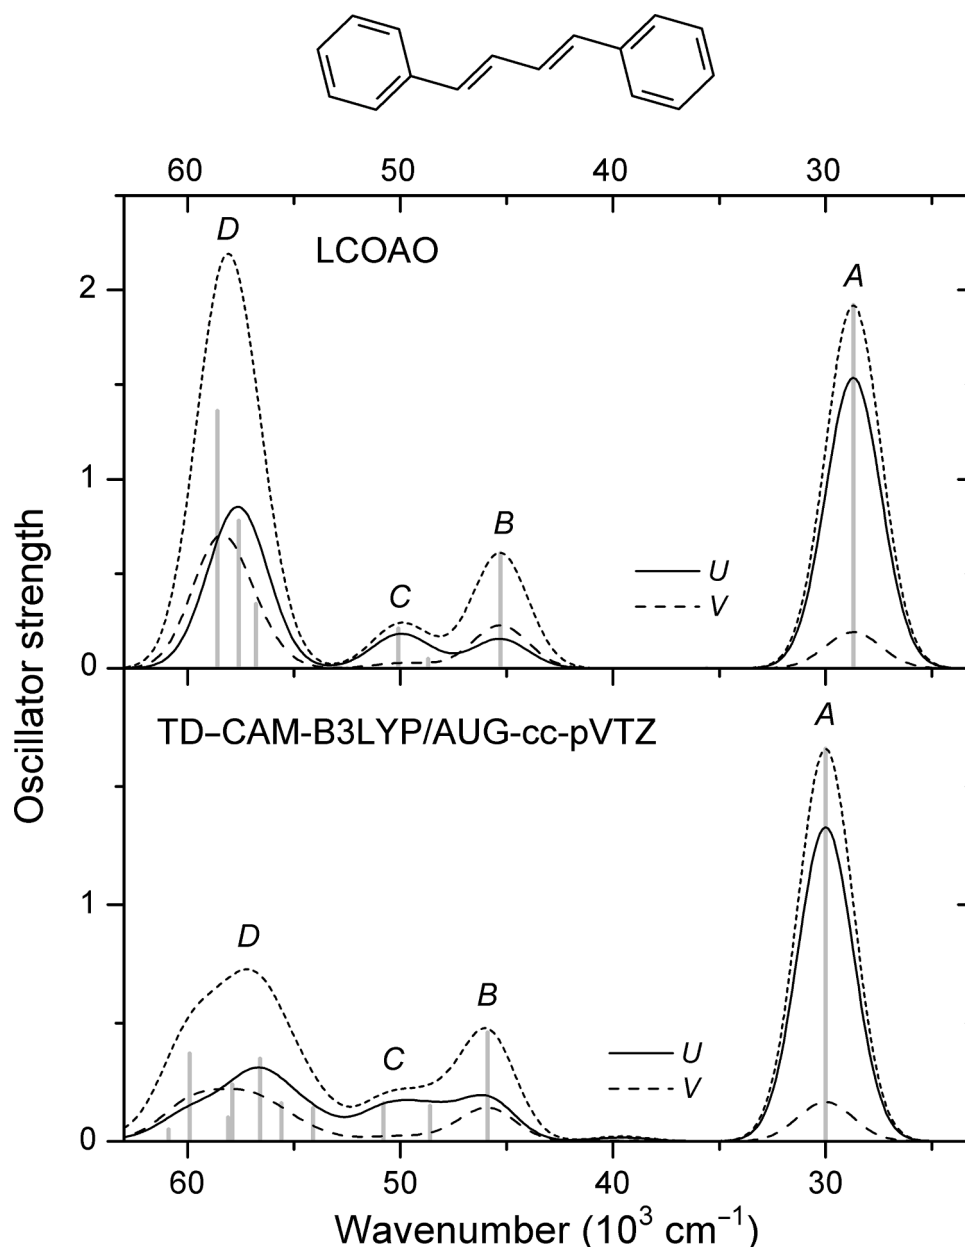 60 50 40 30
D
LCOAO
A
2
B
1
C
U
V
0
A
TD–CAM-B3LYP/AUG-cc-pVTZ
1
D
B
C
U
V
0
60 50 40 30
Oscillator strength
Wavenumber (10³ cm⁻¹)